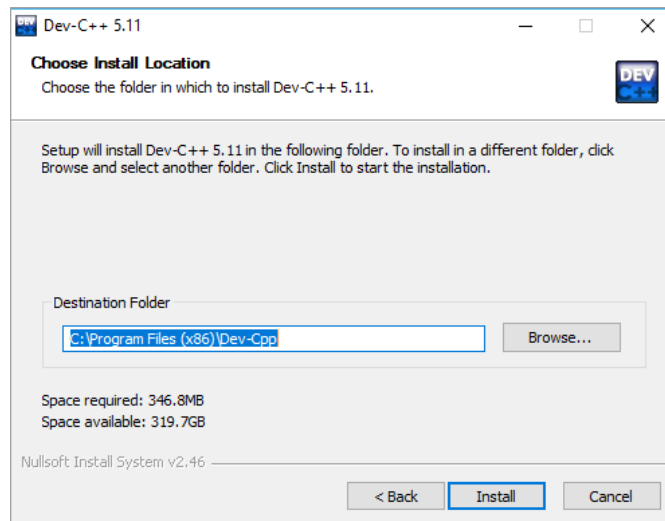 Dev-C++ 5.11
Choose Install Location
Choose the folder in which to install Dev-C++ 5.11.
DEV
C++
Setup will install Dev-C++ 5.11 in the following folder. To install in a different folder, click
Browse and select another folder. Click Install to start the installation.
Destination Folder
C:\Program Files (x86)\Dev-Cpp
Browse...
Space required: 346.8MB
Space available: 319.7GB
Nullsoft Install System v2.46
< Back
Install
Cancel